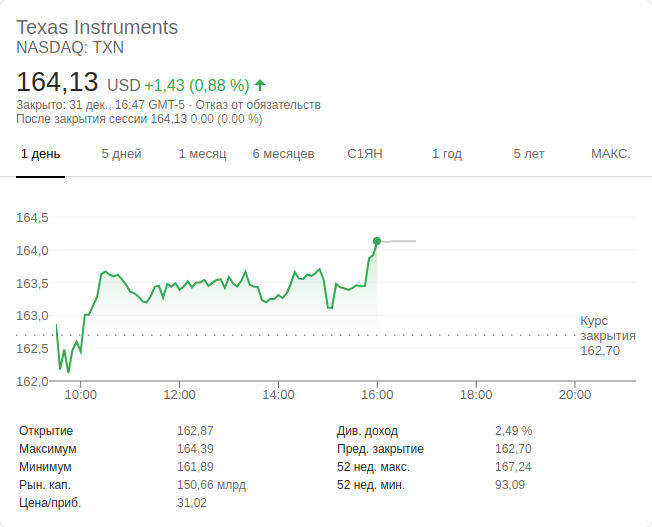 Texas Instruments
NASDAQ: TXN
164,13 USD +1,43 (0,88 %)
Закрыто: 31 дек., 16:47 GMT-5 · Отказ от обязательств
После закрытия сессии 164,13 0,00 (0,00 %)
1 день 5 дней 1 месяц 6 месяцев С1ЯН 1 год 5 лет МАКС.
164,5
164,0
163,5
163,0
162,5
162,0
Курс
закрытия
162,70
10:00 12:00 14:00 16:00 18:00 20:00
Открытие 162,87 Див. доход 2,49 %
Максимум 164,39 Пред. закрытие 162,70
Минимум 161,89 52 нед. макс. 167,24
Рын. кап. 150,66 млрд 52 нед. мин. 93,09
Цена/приб. 31,02